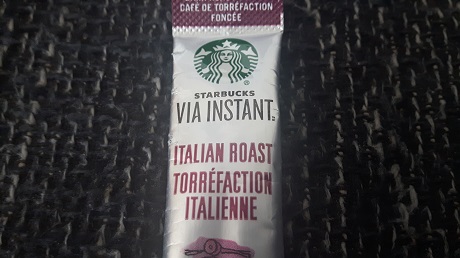 CAFÉ DE TORRÉFACTION
FONCÉE
STARBUCKS
VIA INSTANT
ITALIAN ROAST
TORRÉFACTION
ITALIENNE